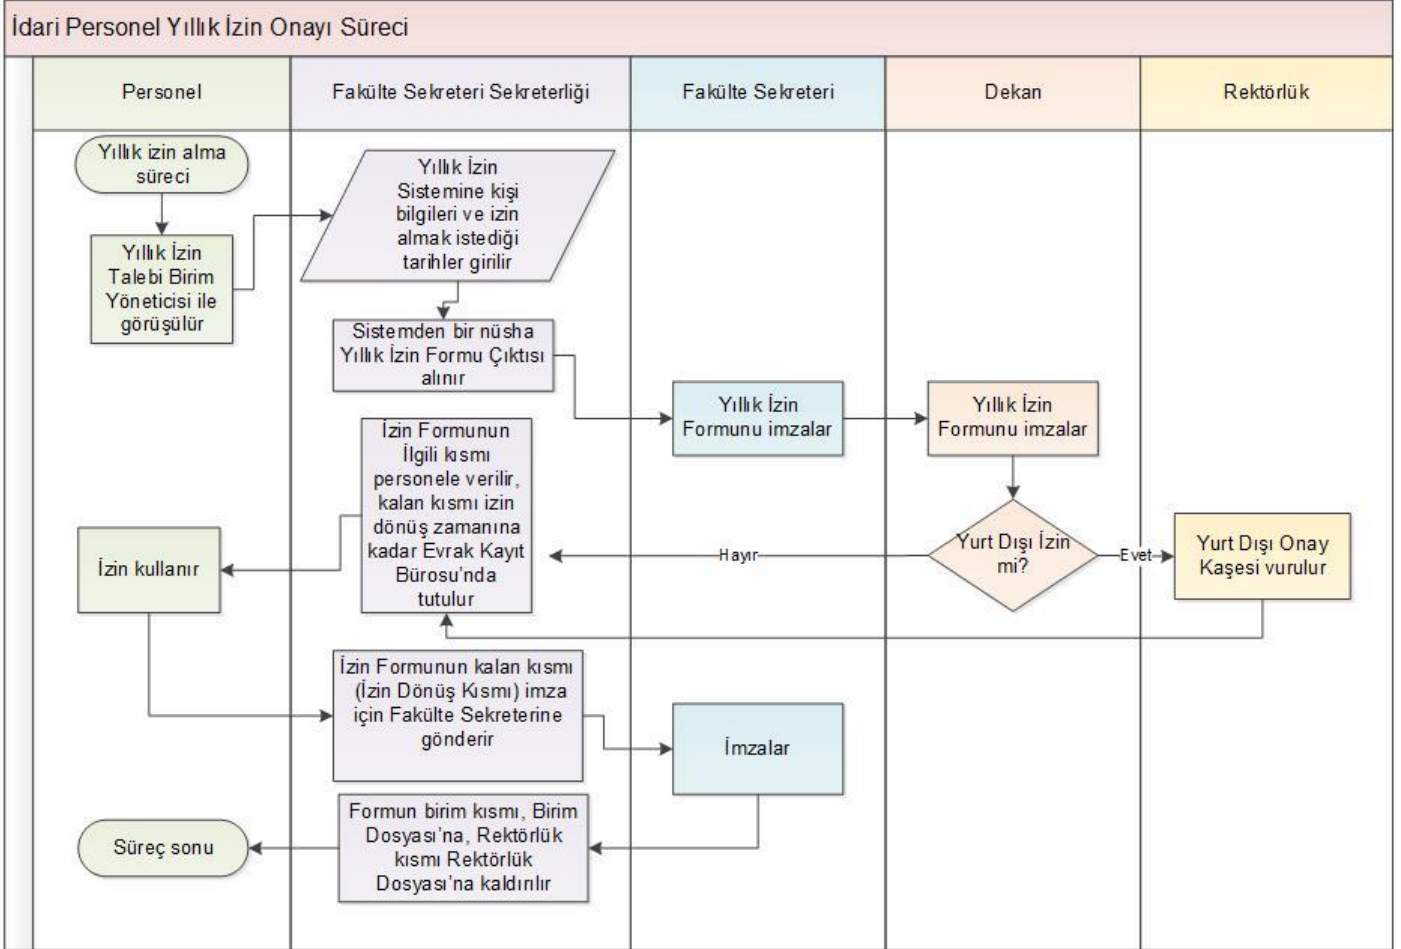 İdari Personel Yıllık İzin Onayı Süreci
Personel
Fakülte Sekreteri Sekreterliği
Fakülte Sekreteri
Dekan
Rektörlük
Yıllık izin alma
süreci
Yıllık İzin
Talebi Birim
Yöneticisi ile
görüşülür
Yıllık İzin
Sistemine kişi
bilgileri ve izin
almak istediği
tarihler girilir
Sistemden bir nüsha
Yıllık İzin Formu Çıktısı
alınır
Yıllık İzin
Formunu imzalar
Yıllık İzin
Formunu imzalar
Yurt Dışı İzin
mi?
Hayır
Evet
Yurt Dışı Onay
Kaşesi vurulur
İzin Formunun
İlgili kısmı
personele verilir,
kalan kısmı izin
dönüş zamanına
kadar Evrak Kayıt
Bürosu'nda
tutulur
İzin kullanır
İzin Formunun kalan kısmı
(İzin Dönüş Kısmı) imza
için Fakülte Sekreterine
gönderir
İmzalar
Formun birim kısmı, Birim
Dosyası'na, Rektörlük
kısmı Rektörlük
Dosyası'na kaldırılır
Süreç sonu